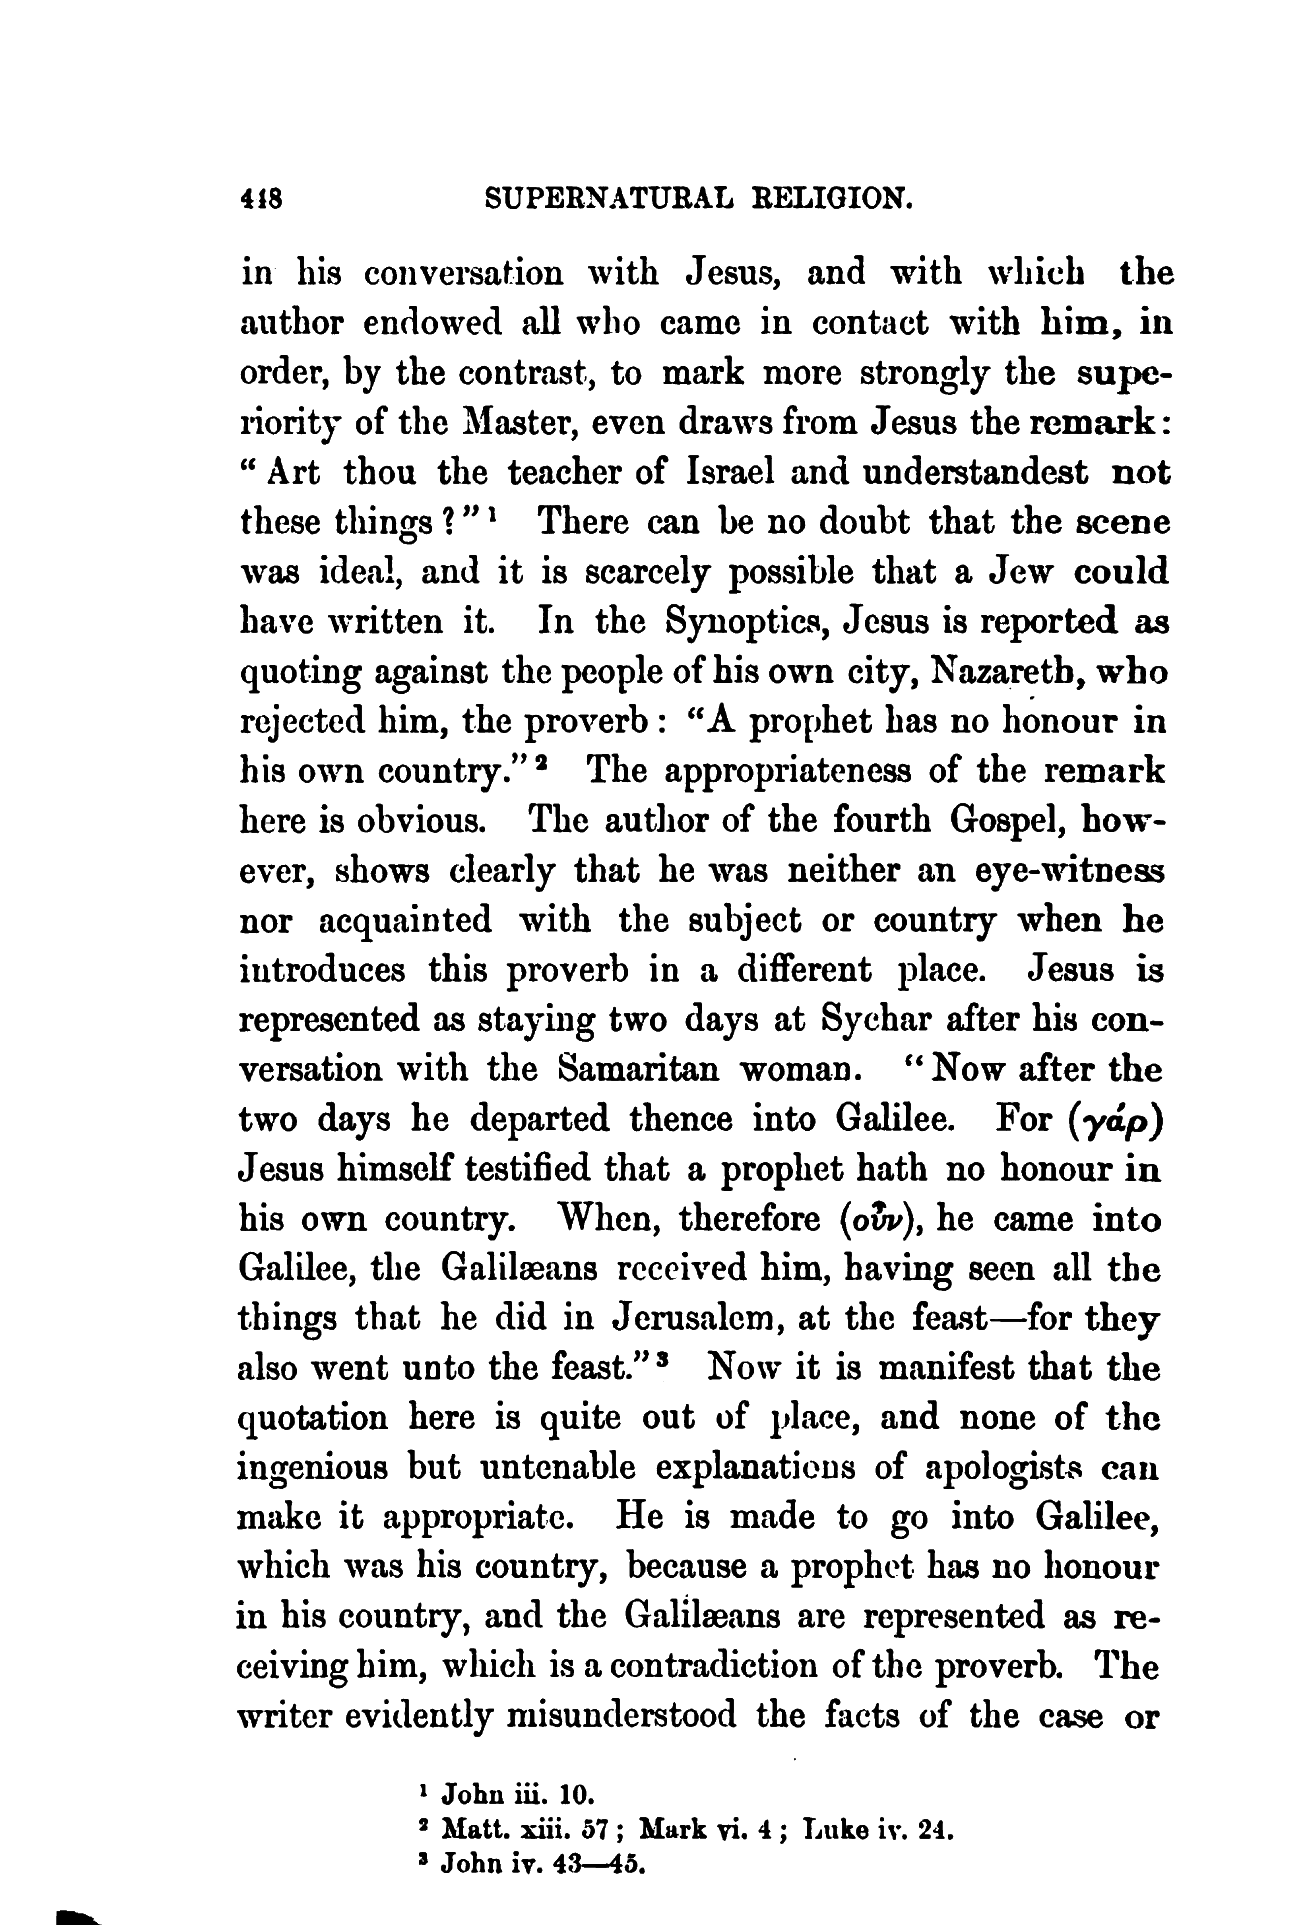 418 SUPERNATURAL RELIGION.
in his conversation with Jesus, and with which the
author endowed all who came in contact with him, in
order, by the contrast, to mark more strongly the supe-
riority of the Master, even draws from Jesus the remark:
“Art thou the teacher of Israel and understandest not
these things?”¹ There can be no doubt that the scene
was ideal, and it is scarcely possible that a Jew could
have written it. In the Synoptics, Jesus is reported as
quoting against the people of his own city, Nazareth, who
rejected him, the proverb: “A prophet has no honour in
his own country.”² The appropriateness of the remark
here is obvious. The author of the fourth Gospel, how-
ever, shows clearly that he was neither an eye-witness
nor acquainted with the subject or country when he
introduces this proverb in a different place. Jesus is
represented as staying two days at Sychar after his con-
versation with the Samaritan woman. “Now after the
two days he departed thence into Galilee. For (γάρ)
Jesus himself testified that a prophet hath no honour in
his own country. When, therefore (οὖν), he came into
Galilee, the Galilæans received him, having seen all the
things that he did in Jerusalem, at the feast—for they
also went unto the feast.”³ Now it is manifest that the
quotation here is quite out of place, and none of the
ingenious but untenable explanations of apologists can
make it appropriate. He is made to go into Galilee,
which was his country, because a prophet has no honour
in his country, and the Galilæans are represented as re-
ceiving him, which is a contradiction of the proverb. The
writer evidently misunderstood the facts of the case or
¹ John iii. 10.
² Matt. xiii. 57; Mark vi. 4; Luke iv. 24.
³ John iv. 43—45.